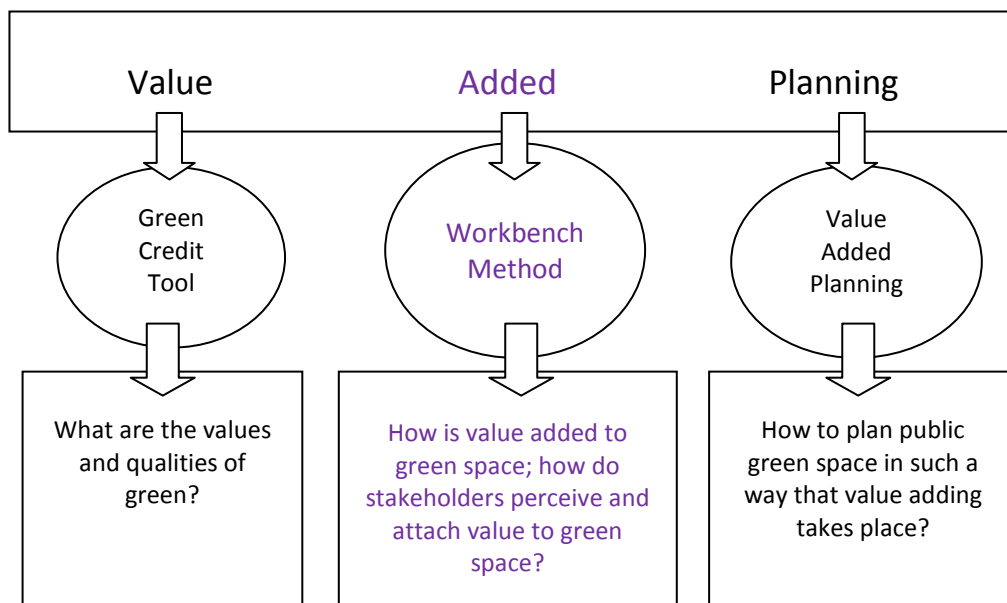 Value
Added
Planning
Green
Credit
Tool
Workbench
Method
Value
Added
Planning
What are the values
and qualities of
green?
How is value added to
green space; how do
stakeholders perceive and
attach value to green
space?
How to plan public
green space in such a
way that value adding
takes place?